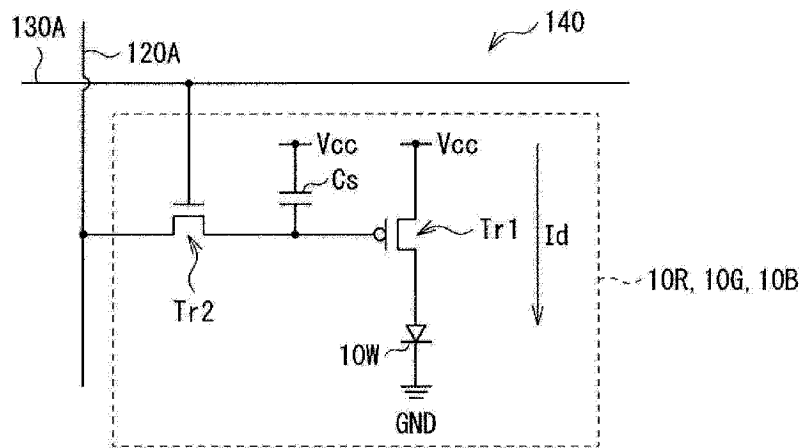 130A
120A
140
Vcc
Vcc
Cs
Tr1
Id
Tr2
10R, 10G, 10B
10W
GND